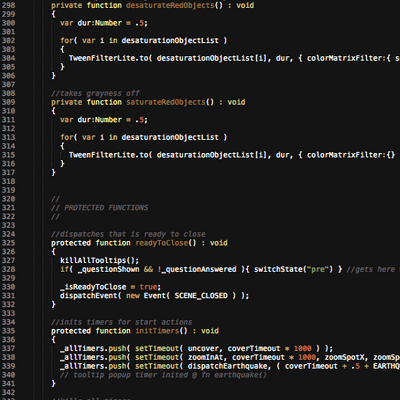 298 private function desaturateRedObjects() : void
299 {
300 var dur:Number = .5;
301
302 for( var i in desaturationObjectList )
303 {
304 TweenFilterLite.to( desaturationObjectList[i], dur, { colorMatrixFilter:{ s
305 }
306 }
307
308 //takes grayness off
309 private function saturateRedObjects() : void
310 {
311 var dur:Number = .5;
312
313 for( var i in desaturationObjectList )
314 {
315 TweenFilterLite.to( desaturationObjectList[i], dur, { colorMatrixFilter:{}
316 }
317 }
318
319
320 //
321 // PROTECTED FUNCTIONS
322 //
323
324 //dispatches that is ready to close
325 protected function readyToClose() : void
326 {
327 killAllTooltips();
328 if( _questionShown && !_questionAnswered ){ switchState("pre") } //gets here
329
330 _isReadyToClose = true;
331 dispatchEvent( new Event( SCENE_CLOSED ) );
332 }
333
334 //inits timers for start actions
335 protected function initTimers() : void
336 {
337 _allTimers.push( setTimeout( uncover, coverTimeout * 1000 ) );
338 _allTimers.push( setTimeout( zoomInAt, coverTimeout * 1000, zoomSpotX, zoomSp
339 _allTimers.push( setTimeout( dispatchEarthquake, ( coverTimeout + .5 + EARTHQ
340 // tooltip popup timer inited @ fn earthquake()
341 }
342